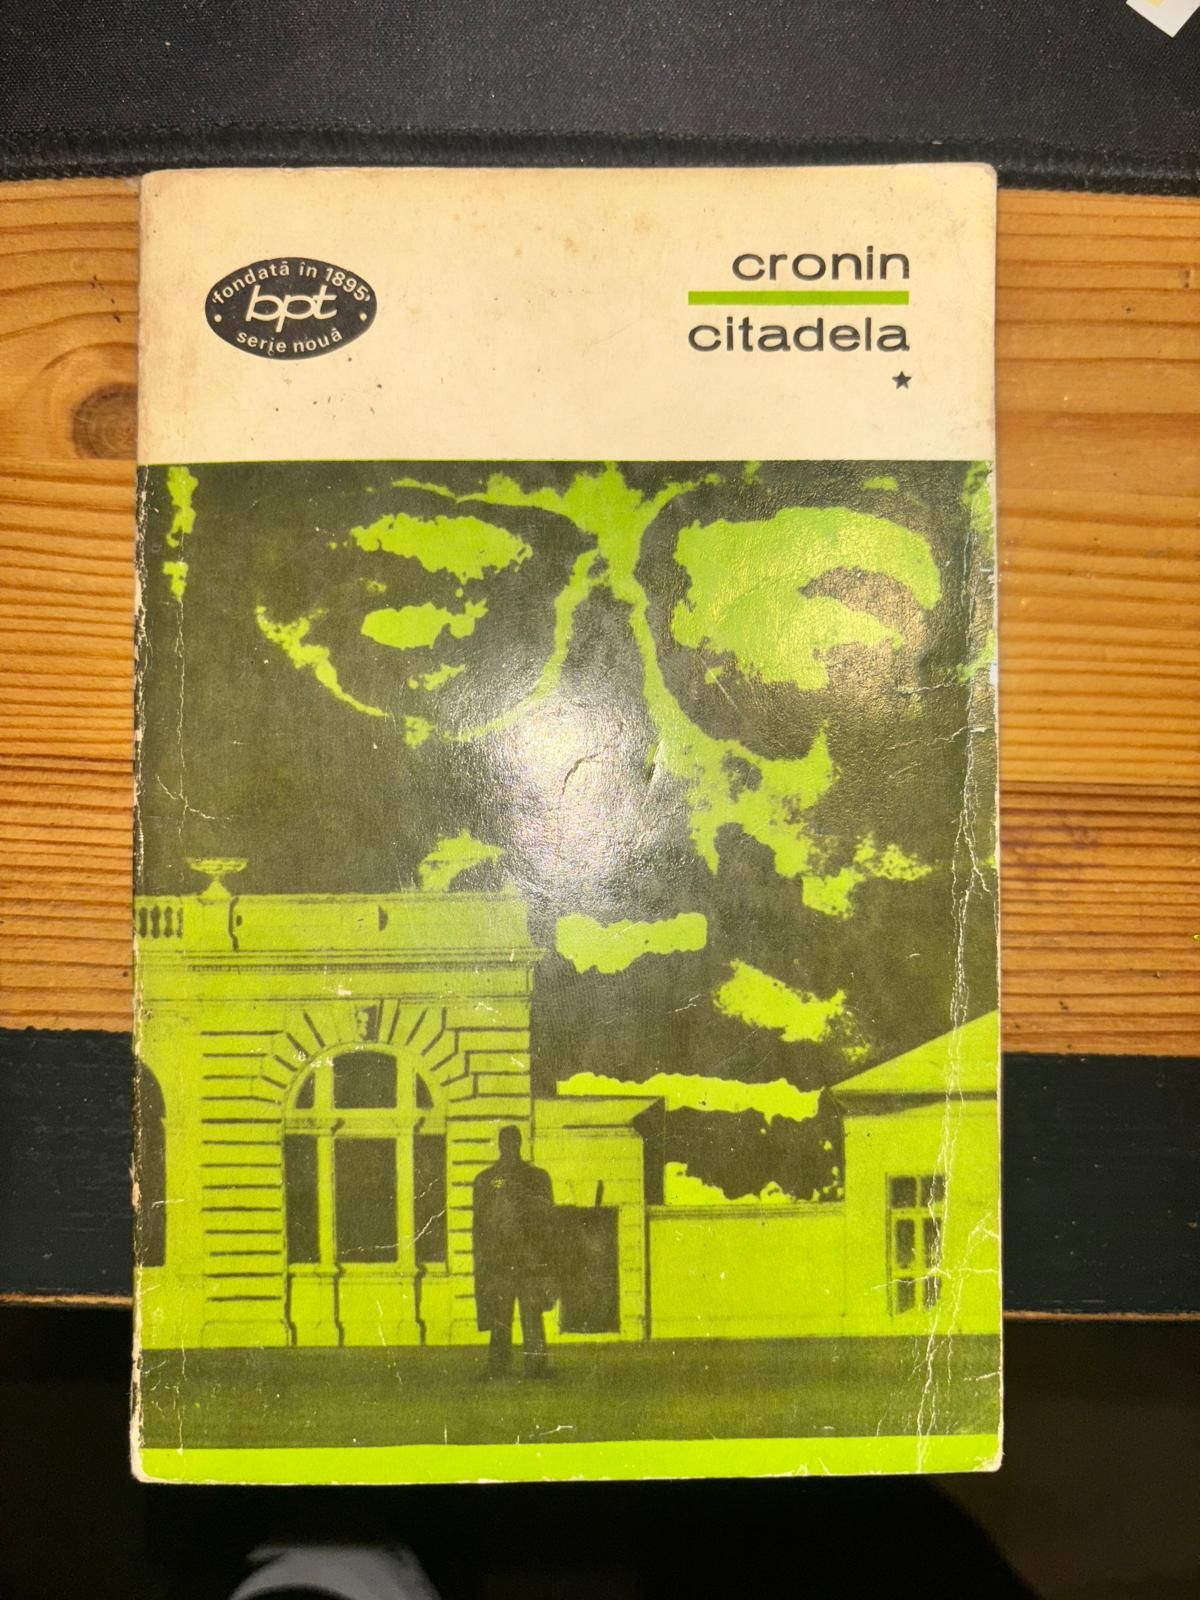 fondată în 1895
bpt
serie nouă
cronin
citadela